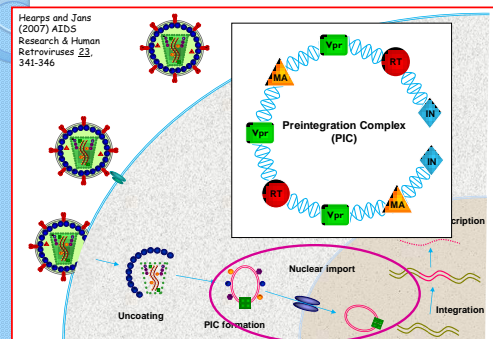 Hearps and Jans
(2007) AIDS
Research & Human
Retroviruses 23,
341-346
Vpr
MA
RT
IN
Vpr
Preintegration Complex
(PIC)
IN
RT
MA
Vpr
cription
Nuclear import
Uncoating
PIC formation
Integration